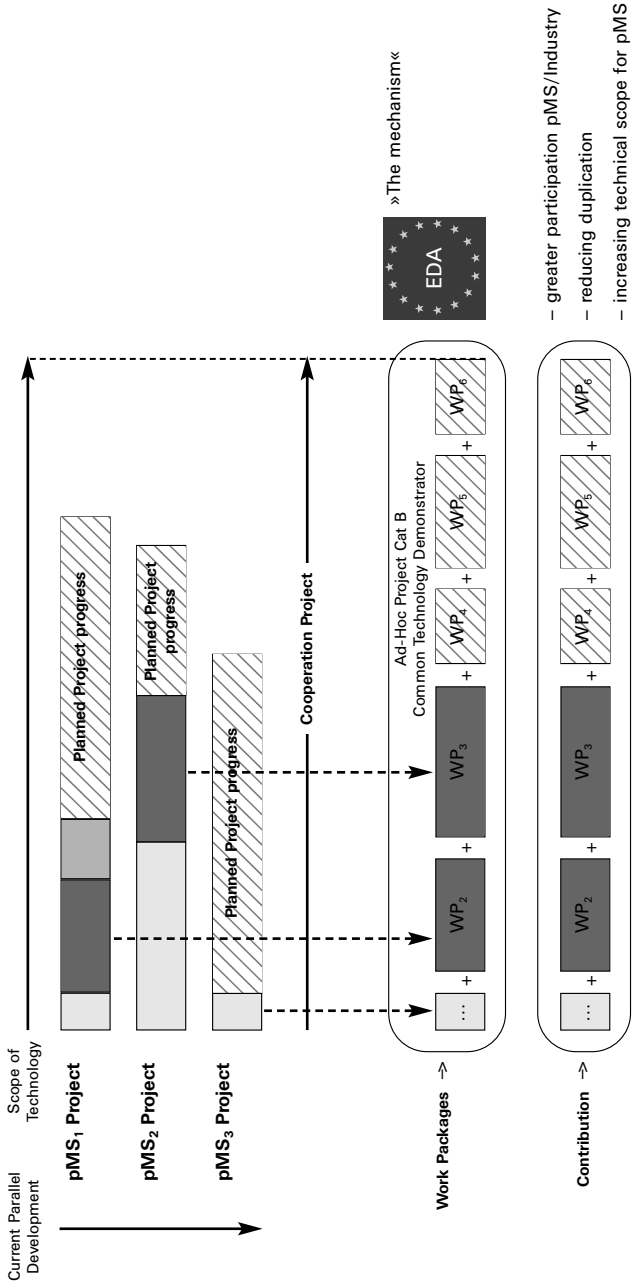 Current Parallel
Development
Scope of
Technology
pMS₁ Project
Planned Project progress
pMS₂ Project
Planned Project
progress
pMS₃ Project
Planned Project progress
Cooperation Project
Ad-Hoc Project Cat B
Common Technology Demonstrator
»The mechanism«
EDA
Work Packages ->
... + WP₂ + WP₃ + WP₄ + WP₅ + WP₆
Contribution ->
... + WP₂ + WP₃ + WP₄ + WP₅ + WP₆
– greater participation pMS/Industry
– reducing duplication
– increasing technical scope for pMS